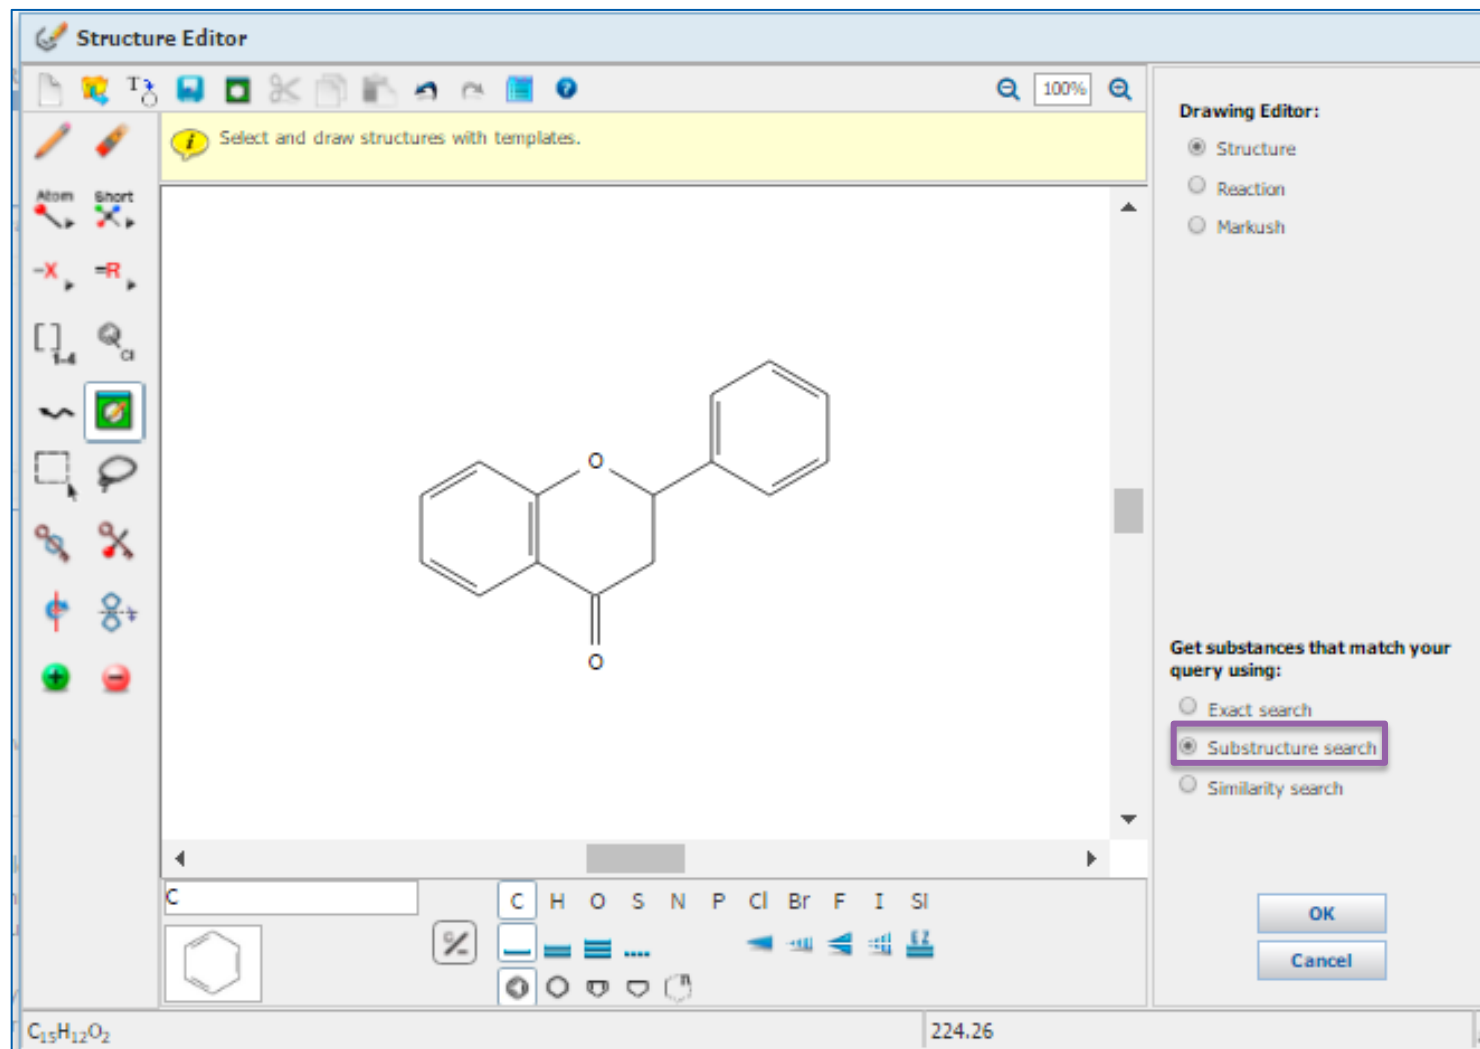 Structure Editor
T
100%
Select and draw structures with templates.
Atom
Short
-X
=R
[ ] 1-4
Cl
O
O
C
C H O S N P Cl Br F I SI
EZ
n
C₁₅H₁₂O₂
224.26
Drawing Editor:
Structure
Reaction
Markush
Get substances that match your
query using:
Exact search
Substructure search
Similarity search
OK
Cancel